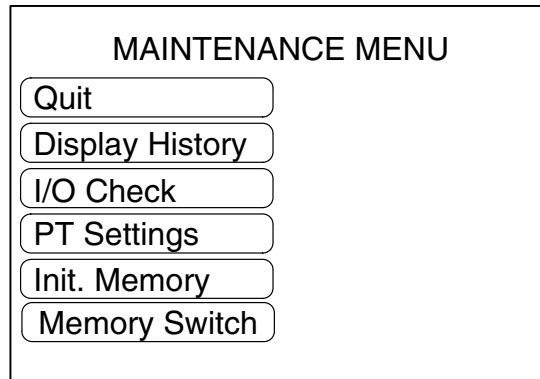 MAINTENANCE MENU
Quit
Display History
I/O Check
PT Settings
Init. Memory
Memory Switch